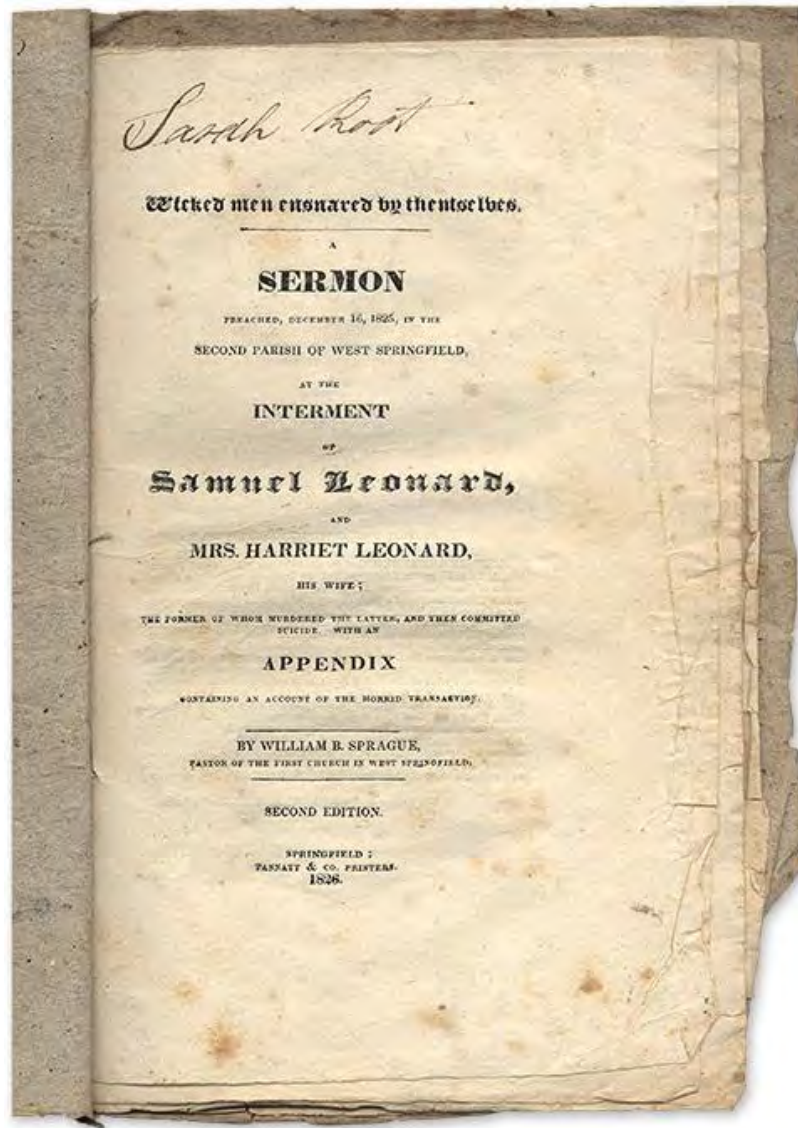 Sarah Root
Wicked men ensnared by themselves.
A
SERMON
PREACHED, DECEMBER 16, 1825, IN THE
SECOND PARISH OF WEST SPRINGFIELD,
AT THE
INTERMENT
OF
Samuel Leonard,
AND
MRS. HARRIET LEONARD,
HIS WIFE;
THE FORMER OF WHOM MURDERED THE LATTER, AND THEN COMMITTED
SUICIDE. WITH AN
APPENDIX
CONTAINING AN ACCOUNT OF THE HORRID TRANSACTION.
BY WILLIAM B. SPRAGUE,
PASTOR OF THE FIRST CHURCH IN WEST SPRINGFIELD.
SECOND EDITION.
SPRINGFIELD;
TANNATT & CO. PRINTERS.
1826.